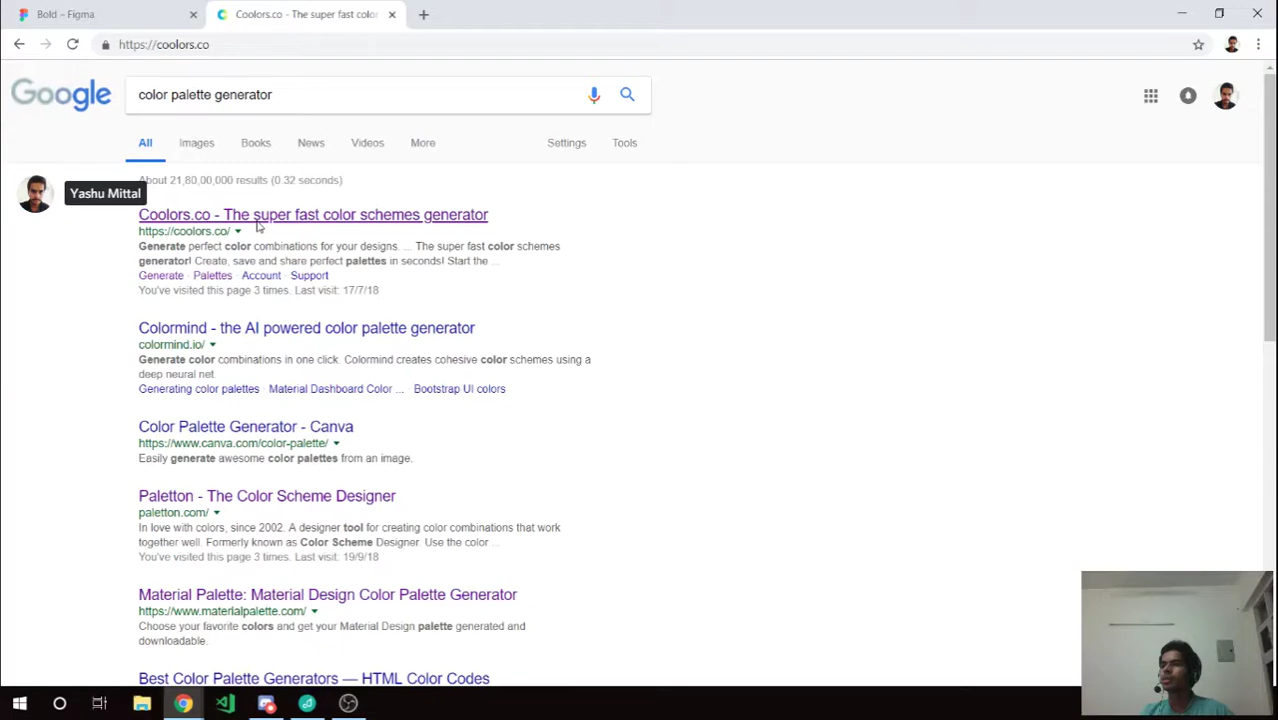 Bold – Figma
Coolors.co - The super fast color
https://coolors.co
Google
color palette generator
All Images Books News Videos More Settings Tools
About 21,80,00,000 results (0.32 seconds)
Yashu Mittal
Coolors.co - The super fast color schemes generator
https://coolors.co/
Generate perfect color combinations for your designs. ... The super fast color schemes
generator! Create, save and share perfect palettes in seconds! Start the ...
Generate · Palettes · Account · Support
You've visited this page 3 times. Last visit: 17/7/18
Colormind - the AI powered color palette generator
colormind.io/
Generate color combinations in one click. Colormind creates cohesive color schemes using a
deep neural net
Generating color palettes · Material Dashboard Color ... · Bootstrap UI colors
Color Palette Generator - Canva
https://www.canva.com/color-palette/
Easily generate awesome color palettes from an image.
Paletton - The Color Scheme Designer
paletton.com/
In love with colors, since 2002. A designer tool for creating color combinations that work
together well. Formerly known as Color Scheme Designer. Use the color ...
You've visited this page 3 times. Last visit: 19/9/18
Material Palette: Material Design Color Palette Generator
https://www.materialpalette.com/
Choose your favorite colors and get your Material Design palette generated and
downloadable.
Best Color Palette Generators — HTML Color Codes